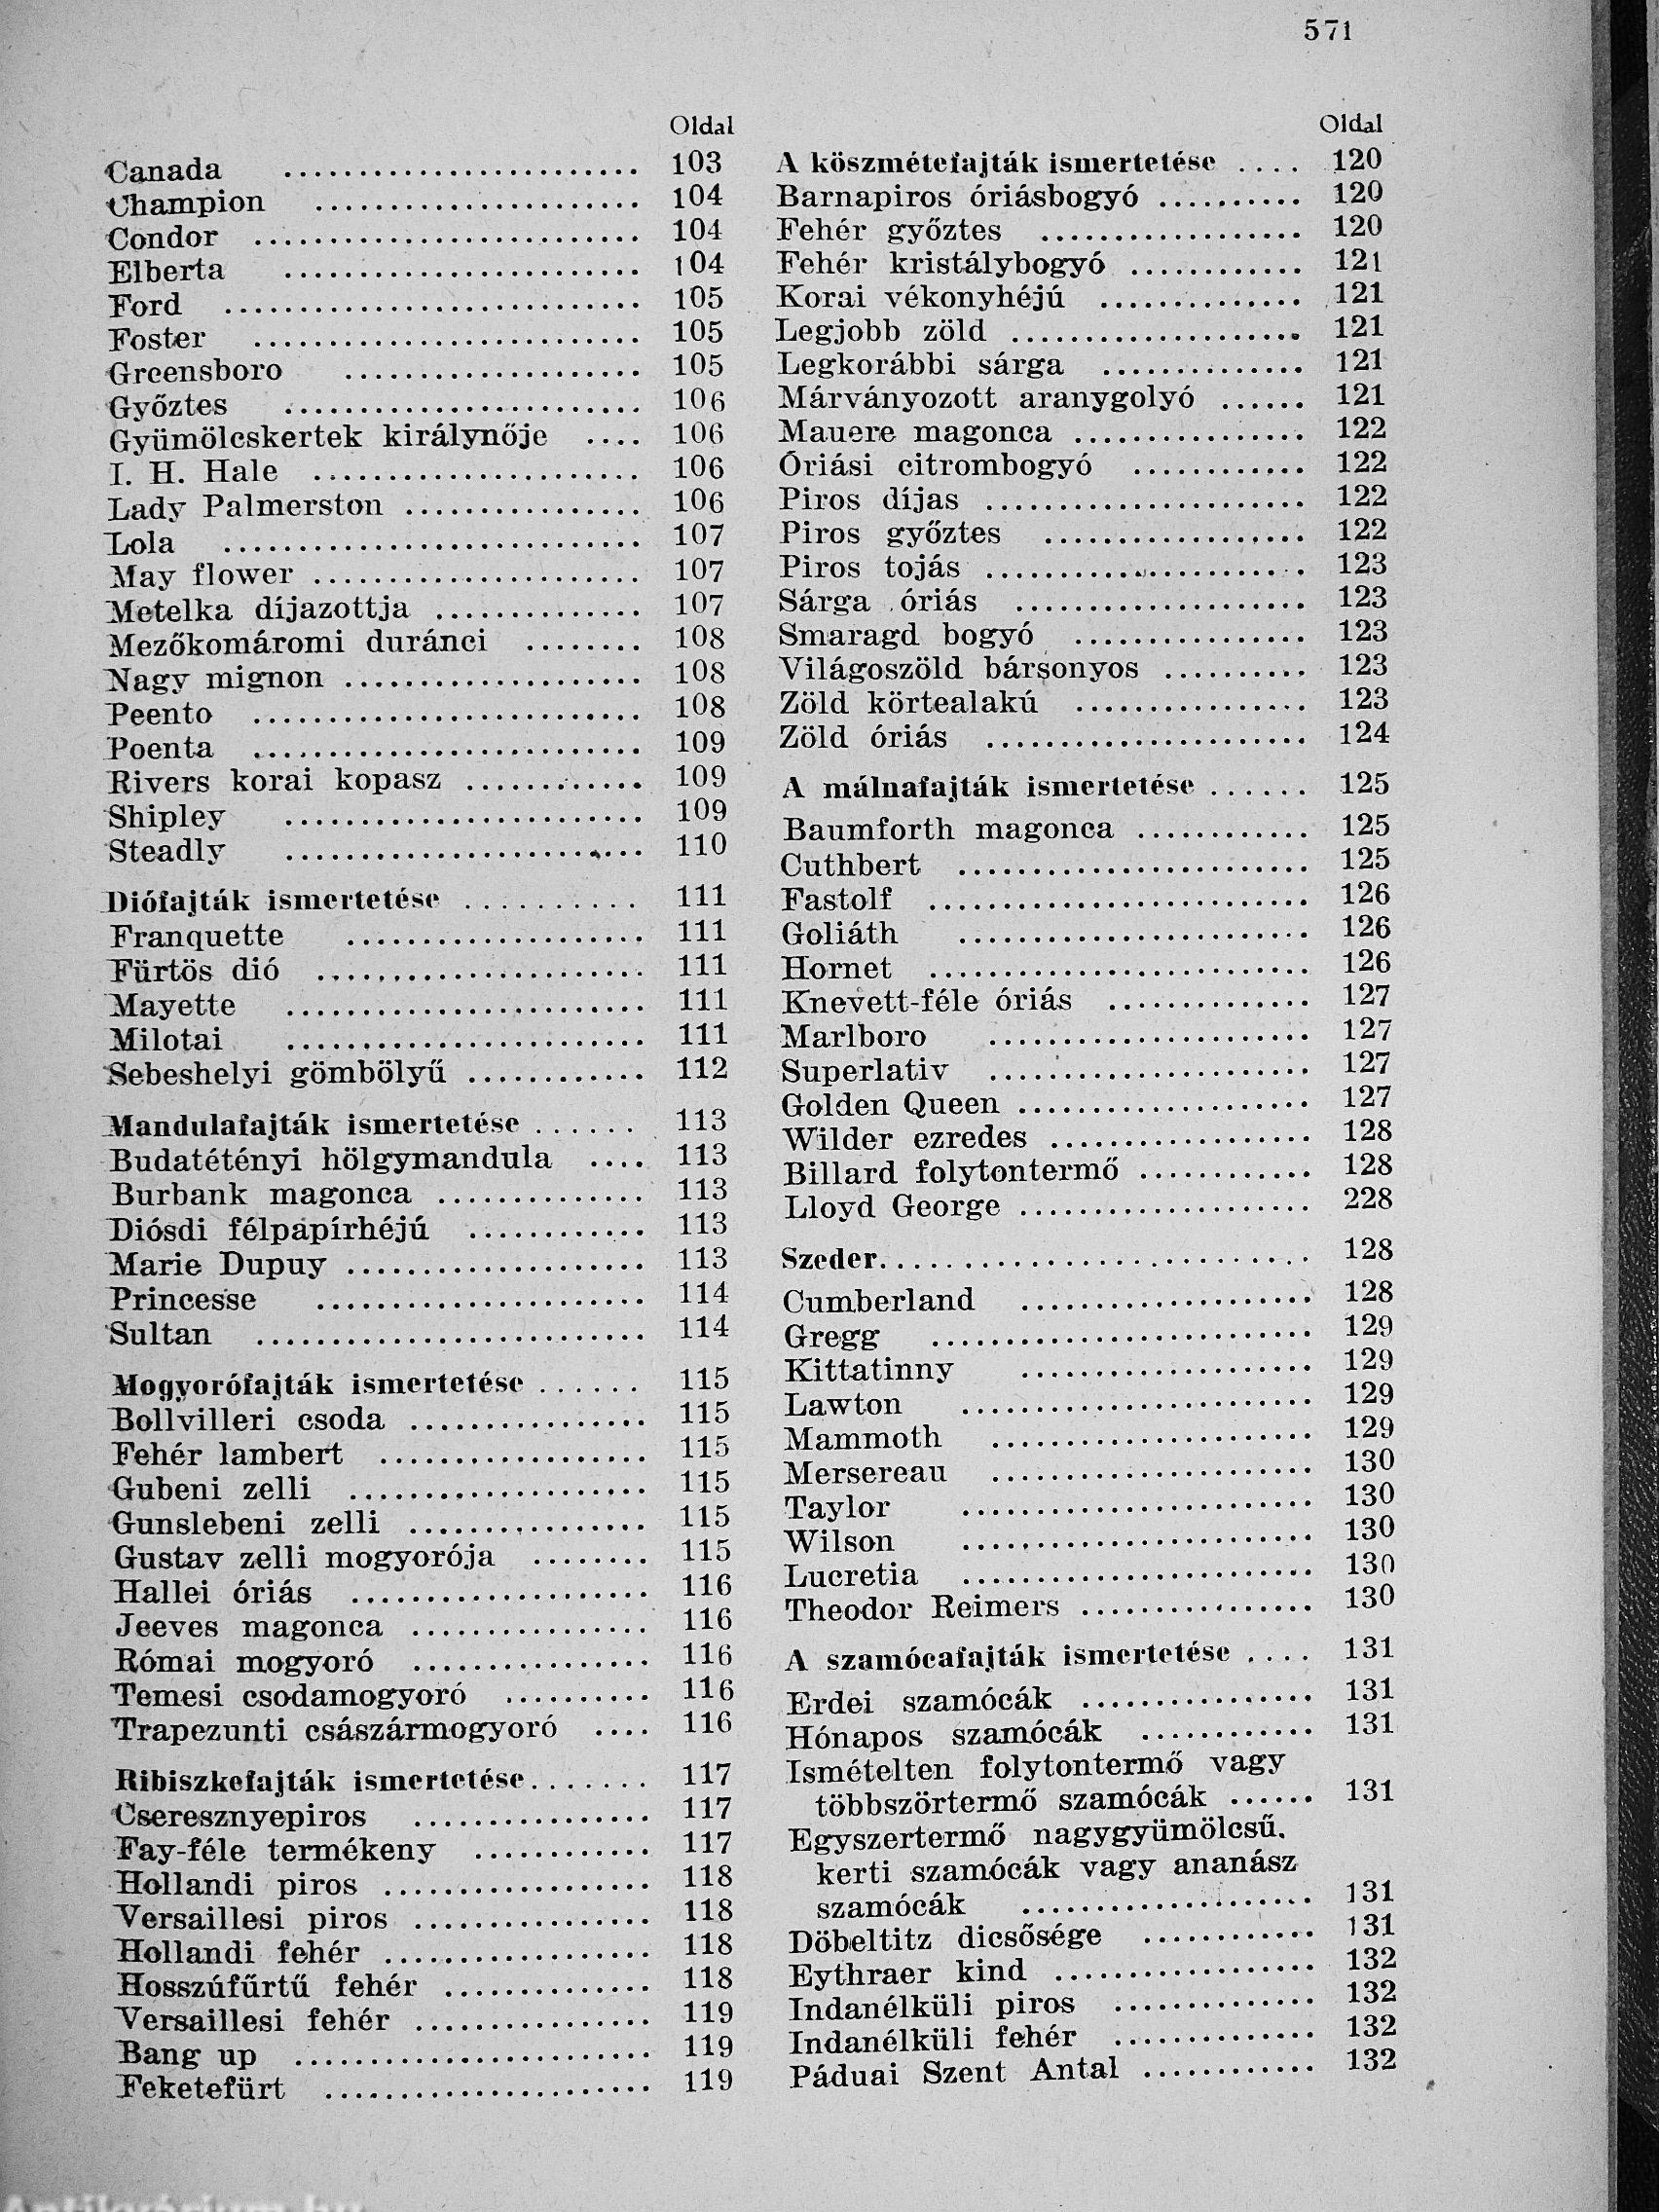 571
Oldal
Canada ........................ 103
Champion ...................... 104
Condor .......................... 104
Elberta ........................ 104
Ford ............................ 105
Foster .......................... 105
Greensboro .................... 105
Győztes ........................ 106
Gyümölcskertek királynője .... 106
I. H. Hale ...................... 106
Lady Palmerston ................ 106
Lola ............................ 107
May flower ...................... 107
Metelka díjazottja .............. 107
Mezőkomáromi duránci ........ 108
Nagy mignon .................... 108
Peento .......................... 108
Poenta .......................... 109
Rivers korai kopasz ............ 109
Shipley ........................ 109
Steadly ........................ 110
Diófajták ismertetése ........... 111
Franquette .................... 111
Fürtös dió ...................... 111
Mayette ........................ 111
Milotai ........................ 111
Sebeshelyi gömbölyű ............ 112
Mandulafajták ismertetése ...... 113
Budatétényi hölgymandula .... 113
Burbank magonca .............. 113
Diósdi félpapírhéjú ............ 113
Marie Dupuy .................... 113
Princesse ...................... 114
Sultan .......................... 114
Mogyorófajták ismertetése ...... 115
Bollvilleri csoda ................ 115
Fehér lambert .................. 115
Gubeni zelli .................... 115
Gunslebeni zelli ................ 115
Gustav zelli mogyorója ........ 115
Hallei óriás .................... 116
Jeeves magonca ................ 116
Római mogyoró ................ 116
Temesi csodamogyoró .......... 116
Trapezunti császármogyoró .... 116
Ribiszkefajták ismertetése....... 117
Cseresznyepiros ................ 117
Fay-féle termékeny ............ 117
Hollandi piros .................. 118
Versaillesi piros ................ 118
Hollandi fehér .................. 118
Hosszúfűrtű fehér .............. 118
Versaillesi fehér ................ 119
Bang up ........................ 119
Feketefürt ...................... 119
Oldal
A köszmétefajták ismertetése .... 120
Barnapiros óriásbogyó .......... 120
Fehér győztes .................. 120
Fehér kristálybogyó ............ 121
Korai vékonyhéjú .............. 121
Legjobb zöld .................... 121
Legkorábbi sárga .............. 121
Márványozott aranygolyó ...... 121
Mauere magonca ................ 122
Óriási citrombogyó ............ 122
Piros díjas ...................... 122
Piros győztes .................. 122
Piros tojás ...................... 123
Sárga óriás .................... 123
Smaragd bogyó ................ 123
Világoszöld bársonyos .......... 123
Zöld körtealakú ................ 123
Zöld óriás ...................... 124
A málnafajták ismertetése ...... 125
Baumforth magonca ............ 125
Cuthbert ........................ 125
Fastolf .......................... 126
Goliáth ........................ 126
Hornet .......................... 126
Knevett-féle óriás .............. 127
Marlboro ...................... 127
Superlativ ...................... 127
Golden Queen .................... 127
Wilder ezredes .................. 128
Billard folytontermő ............ 128
Lloyd George .................... 228
Szeder............................ 128
Cumberland .................... 128
Gregg .......................... 129
Kittatinny .................... 129
Lawton ........................ 129
Mammoth ...................... 129
Mersereau ...................... 130
Taylor ........................ 130
Wilson ........................ 130
Lucretia ........................ 130
Theodor Reimers ................ 130
A szamócafajták ismertetése .... 131
Erdei szamócák ................ 131
Hónapos szamócák ............ 131
Ismételten folytontermő vagy
többszörtermő szamócák ...... 131
Egyszertermő nagygyümölcsű.
kerti szamócák vagy ananász
szamócák .................... 131
Döbeltitz dicsősége ............ 131
Eythraer kind .................. 132
Indanélküli piros .............. 132
Indanélküli fehér .............. 132
Páduai Szent Antal ............ 132